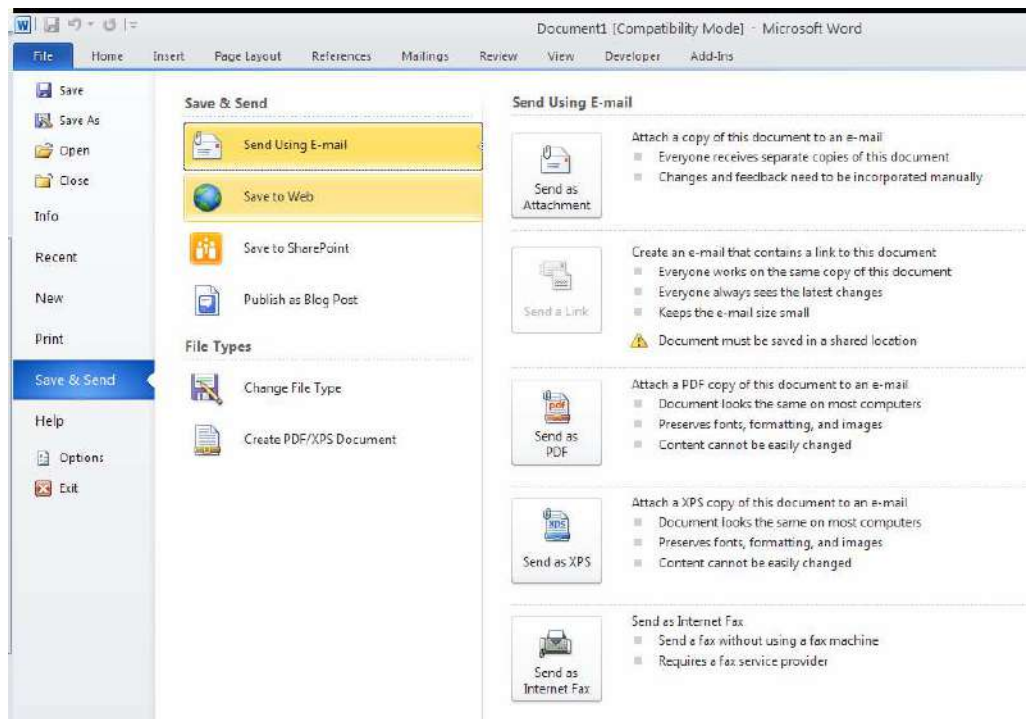 Document1 [Compatibility Mode] - Microsoft Word
File Home Insert Page Layout References Mailings Review View Developer Add-Ins
Save
Save As
Open
Close
Info
Recent
New
Print
Save & Send
Help
Options
Exit
Save & Send
Send Using E-mail
Save to Web
Save to SharePoint
Publish as Blog Post
File Types
Change File Type
Create PDF/XPS Document
Send Using E-mail
Send as
Attachment
Attach a copy of this document to an e-mail
Everyone receives separate copies of this document
Changes and feedback need to be incorporated manually
Send a Link
Create an e-mail that contains a link to this document
Everyone works on the same copy of this document
Everyone always sees the latest changes
Keeps the e-mail size small
Document must be saved in a shared location
Send as
PDF
Attach a PDF copy of this document to an e-mail
Document looks the same on most computers
Preserves fonts, formatting, and images
Content cannot be easily changed
Send as XPS
Attach a XPS copy of this document to an e-mail
Document looks the same on most computers
Preserves fonts, formatting, and images
Content cannot be easily changed
Send as
Internet Fax
Send as Internet Fax
Send a fax without using a fax machine
Requires a fax service provider